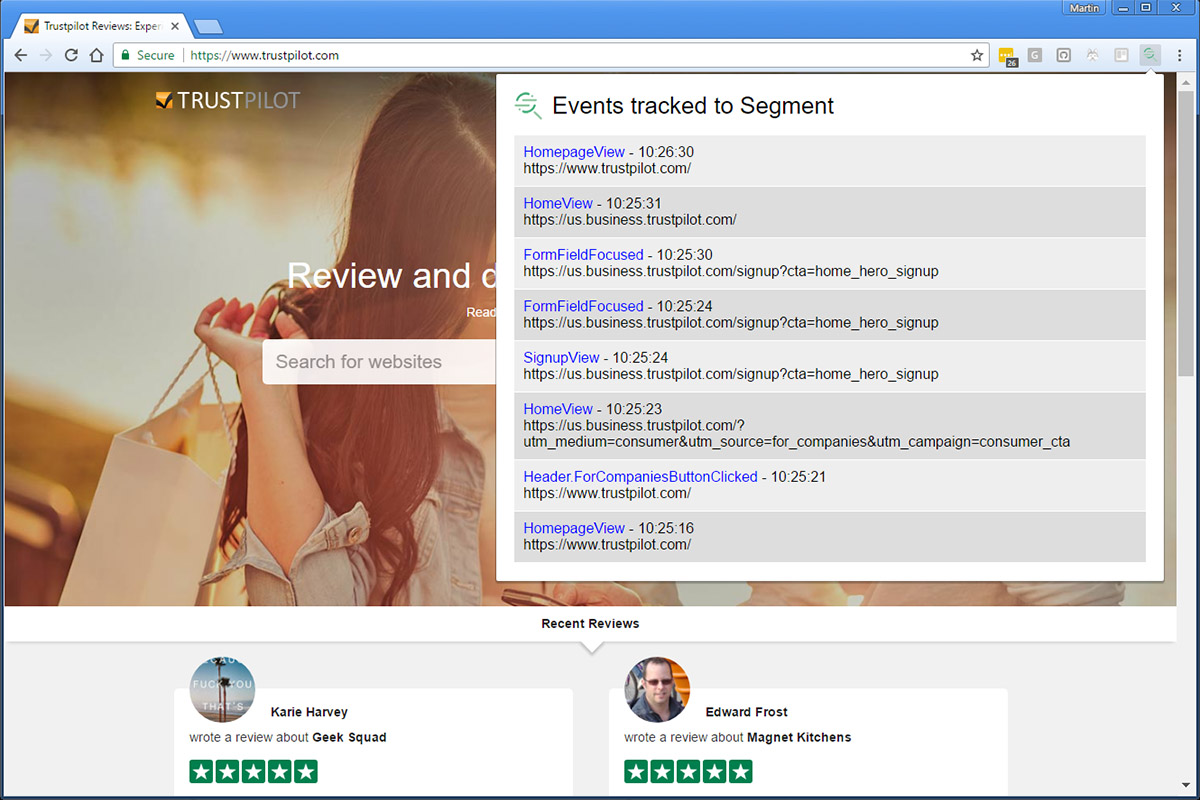 Martin
Trustpilot Reviews: Exper
Secure
https://www.trustpilot.com
26
G
TRUSTPILOT
Events tracked to Segment
HomepageView - 10:26:30
https://www.trustpilot.com/
HomeView - 10:25:31
https://us.business.trustpilot.com/
FormFieldFocused - 10:25:30
https://us.business.trustpilot.com/signup?cta=home_hero_signup
FormFieldFocused - 10:25:24
https://us.business.trustpilot.com/signup?cta=home_hero_signup
SignupView - 10:25:24
https://us.business.trustpilot.com/signup?cta=home_hero_signup
HomeView - 10:25:23
https://us.business.trustpilot.com/?
utm_medium=consumer&utm_source=for_companies&utm_campaign=consumer_cta
Header.ForCompaniesButtonClicked - 10:25:21
https://www.trustpilot.com/
HomepageView - 10:25:16
https://www.trustpilot.com/
Review and d
Read
Search for websites
Recent Reviews
FUCK YOU
THAT'S
Karie Harvey
wrote a review about Geek Squad
Edward Frost
wrote a review about Magnet Kitchens